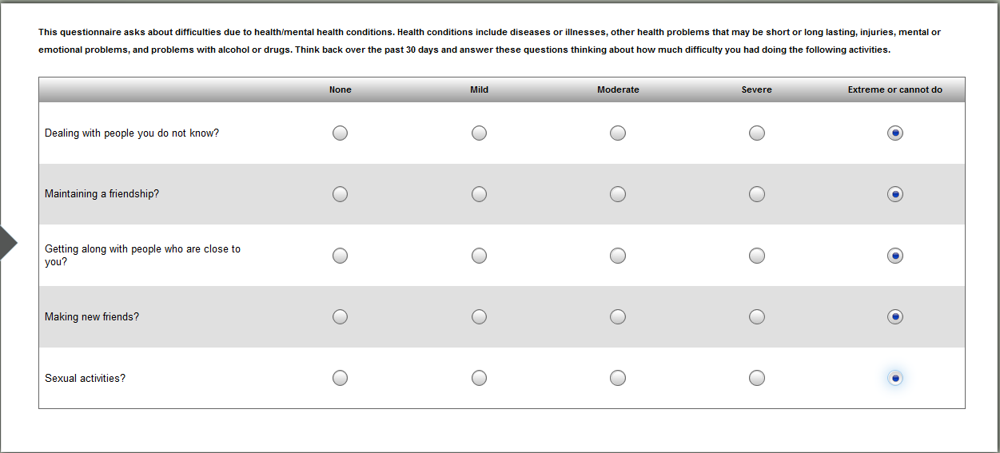 This questionnaire asks about difficulties due to health/mental health conditions. Health conditions include diseases or illnesses, other health problems that may be short or long lasting, injuries, mental or
emotional problems, and problems with alcohol or drugs. Think back over the past 30 days and answer these questions thinking about how much difficulty you had doing the following activities.
None Mild Moderate Severe Extreme or cannot do
Dealing with people you do not know?
Maintaining a friendship?
Getting along with people who are close to
you?
Making new friends?
Sexual activities?